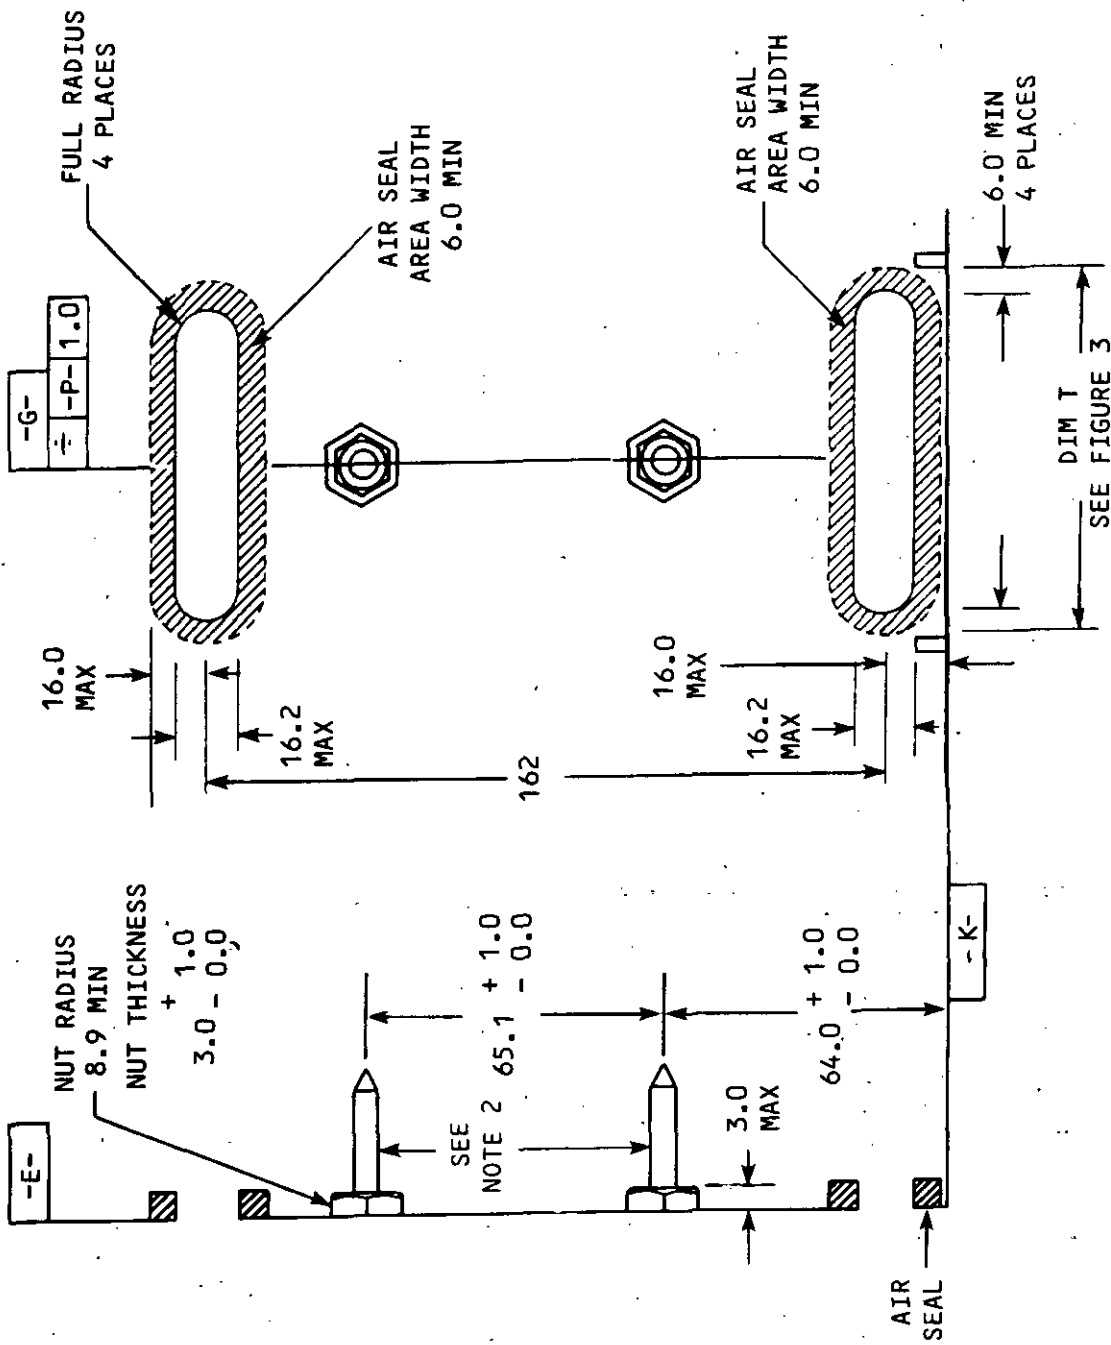 -E-
NUT RADIUS
8.9 MIN
NUT THICKNESS
+ 1.0
3.0 - 0.0
SEE
NOTE 2
65.1 + 1.0
- 0.0
3.0
MAX
64.0 + 1.0
- 0.0
-K-
AIR
SEAL
-G-
÷ -P- 1.0
FULL RADIUS
4 PLACES
AIR SEAL
AREA WIDTH
6.0 MIN
16.0
MAX
16.2
MAX
162
16.0
MAX
16.2
MAX
AIR SEAL
AREA WIDTH
6.0 MIN
6.0 MIN
4 PLACES
DIM T
SEE FIGURE 3